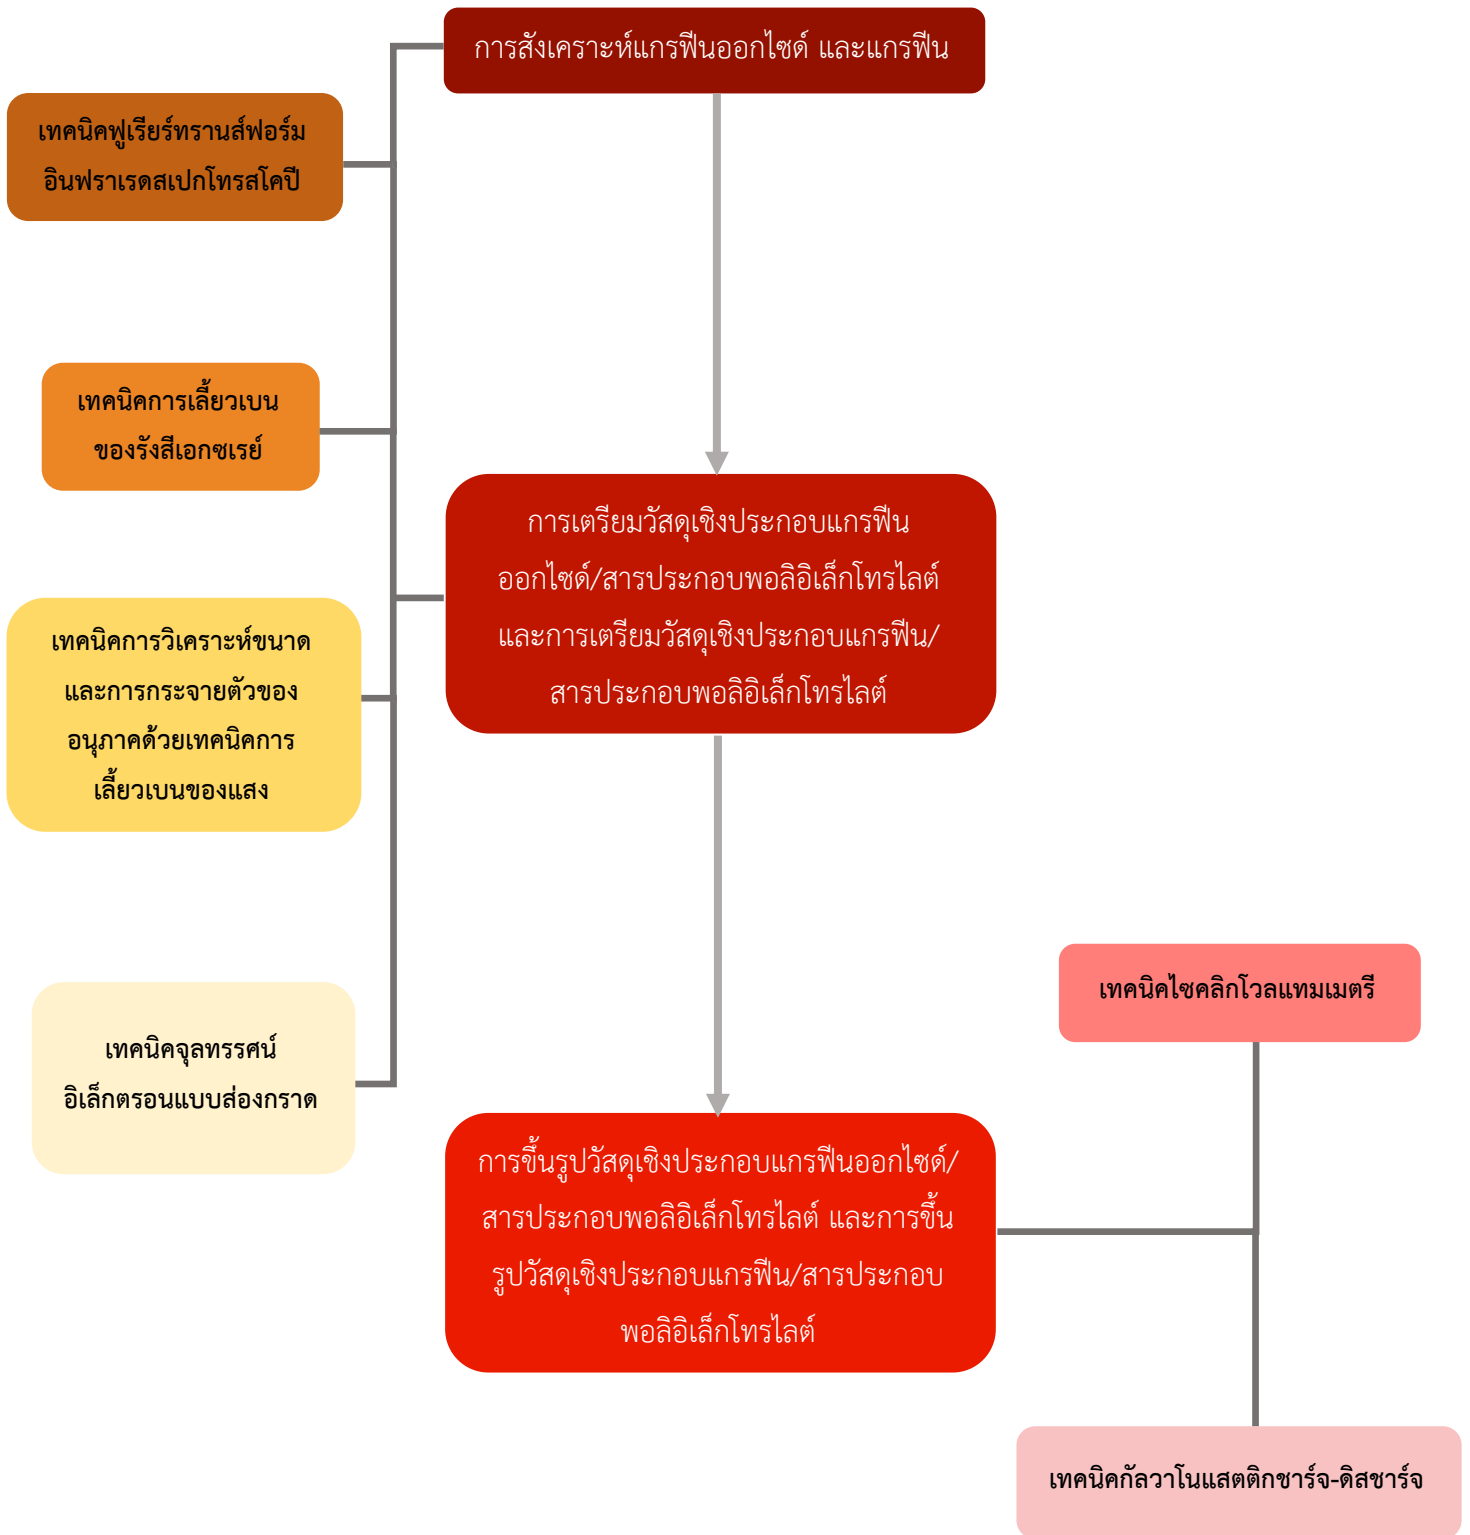 การสังเคราะห์แกรฟีนออกไซด์ และแกรฟีน
เทคนิคฟูเรียร์ทรานส์ฟอร์ม
อินฟราเรดสเปกโทรสโคปี
เทคนิคการเลี้ยวเบน
ของรังสีเอกซเรย์
การเตรียมวัสดุเชิงประกอบแกรฟีน
ออกไซด์/สารประกอบพอลิอิเล็กโทรไลต์
และการเตรียมวัสดุเชิงประกอบแกรฟีน/
สารประกอบพอลิอิเล็กโทรไลต์
เทคนิคการวิเคราะห์ขนาด
และการกระจายตัวของ
อนุภาคด้วยเทคนิคการ
เลี้ยวเบนของแสง
เทคนิคจุลทรรศน์
อิเล็กตรอนแบบส่องกราด
เทคนิคไซคลิกโวลแทมเมตรี
การขึ้นรูปวัสดุเชิงประกอบแกรฟีนออกไซด์/
สารประกอบพอลิอิเล็กโทรไลต์ และการขึ้น
รูปวัสดุเชิงประกอบแกรฟีน/สารประกอบ
พอลิอิเล็กโทรไลต์
เทคนิคกัลวาโนแสตติกชาร์จ-ดิสชาร์จ